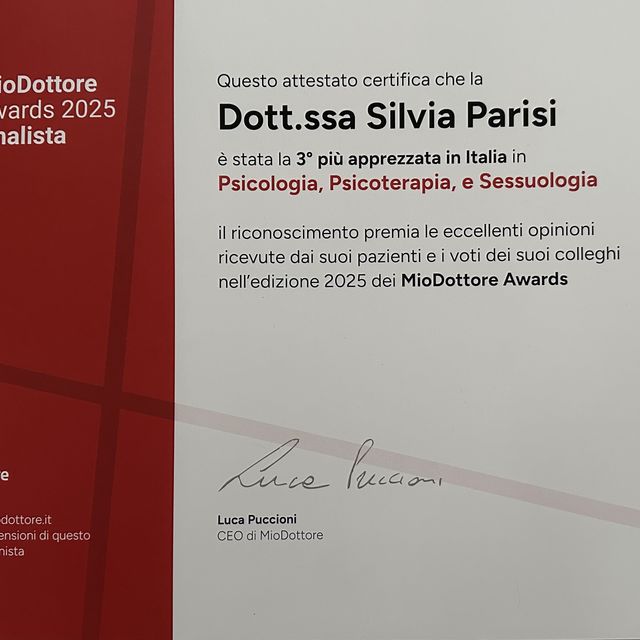 ioDottore
wards 2025
nalista
Questo attestato certifica che la
Dott.ssa Silvia Parisi
è stata la 3° più apprezzata in Italia in
Psicologia, Psicoterapia, e Sessuologia
il riconoscimento premia le eccellenti opinioni
ricevute dai suoi pazienti e i voti dei suoi colleghi
nell'edizione 2025 dei MioDottore Awards
Luca Puccioni
Luca Puccioni
CEO di MioDottore
re
dottore.it
ensioni di questo
nista